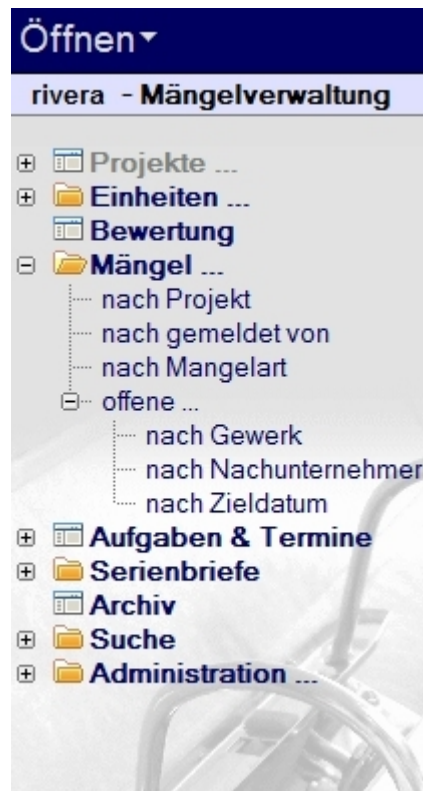 Öffnen
rivera - Mängelverwaltung
Projekte ...
Einheiten ...
Bewertung
Mängel ...
nach Projekt
nach gemeldet von
nach Mangelart
offene ...
nach Gewerk
nach Nachunternehmer
nach Zieldatum
Aufgaben & Termine
Serienbriefe
Archiv
Suche
Administration ...